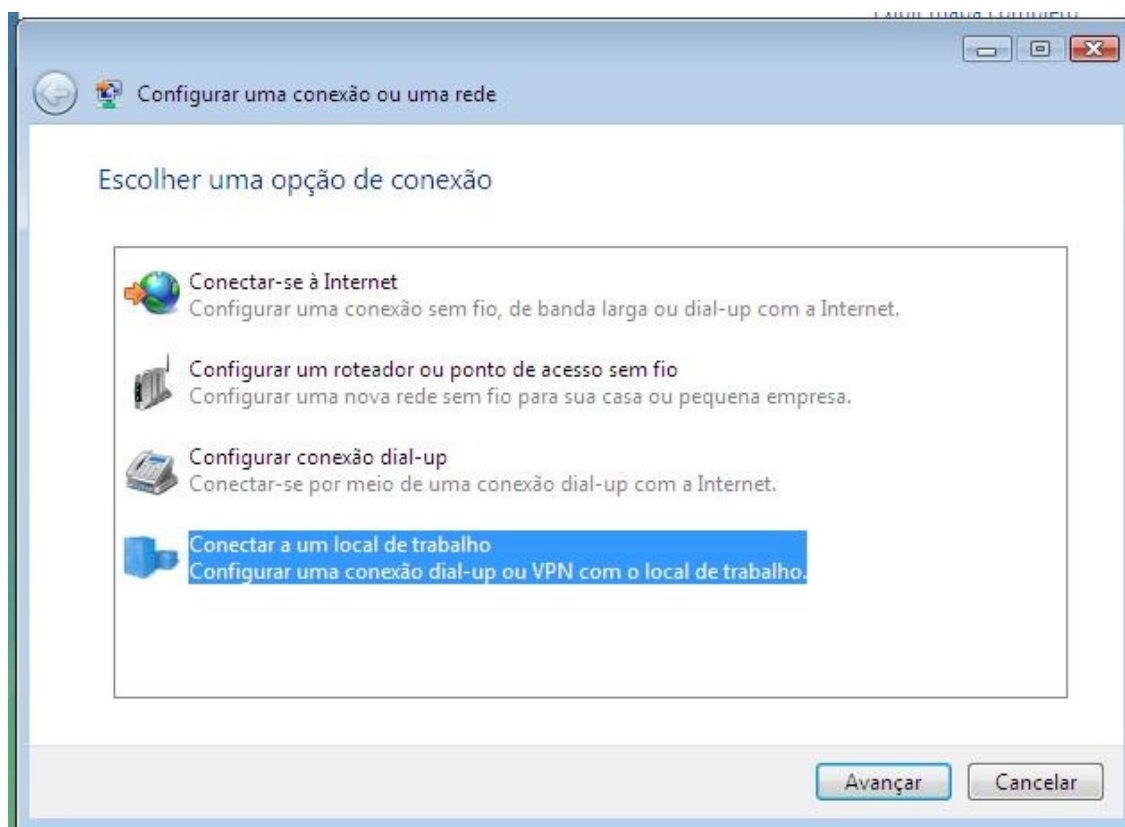 Exibir mapa completo
Configurar uma conexão ou uma rede
Escolher uma opção de conexão
Conectar-se à Internet
Configurar uma conexão sem fio, de banda larga ou dial-up com a Internet.
Configurar um roteador ou ponto de acesso sem fio
Configurar uma nova rede sem fio para sua casa ou pequena empresa.
Configurar conexão dial-up
Conectar-se por meio de uma conexão dial-up com a Internet.
Conectar a um local de trabalho
Configurar uma conexão dial-up ou VPN com o local de trabalho.
Avançar
Cancelar